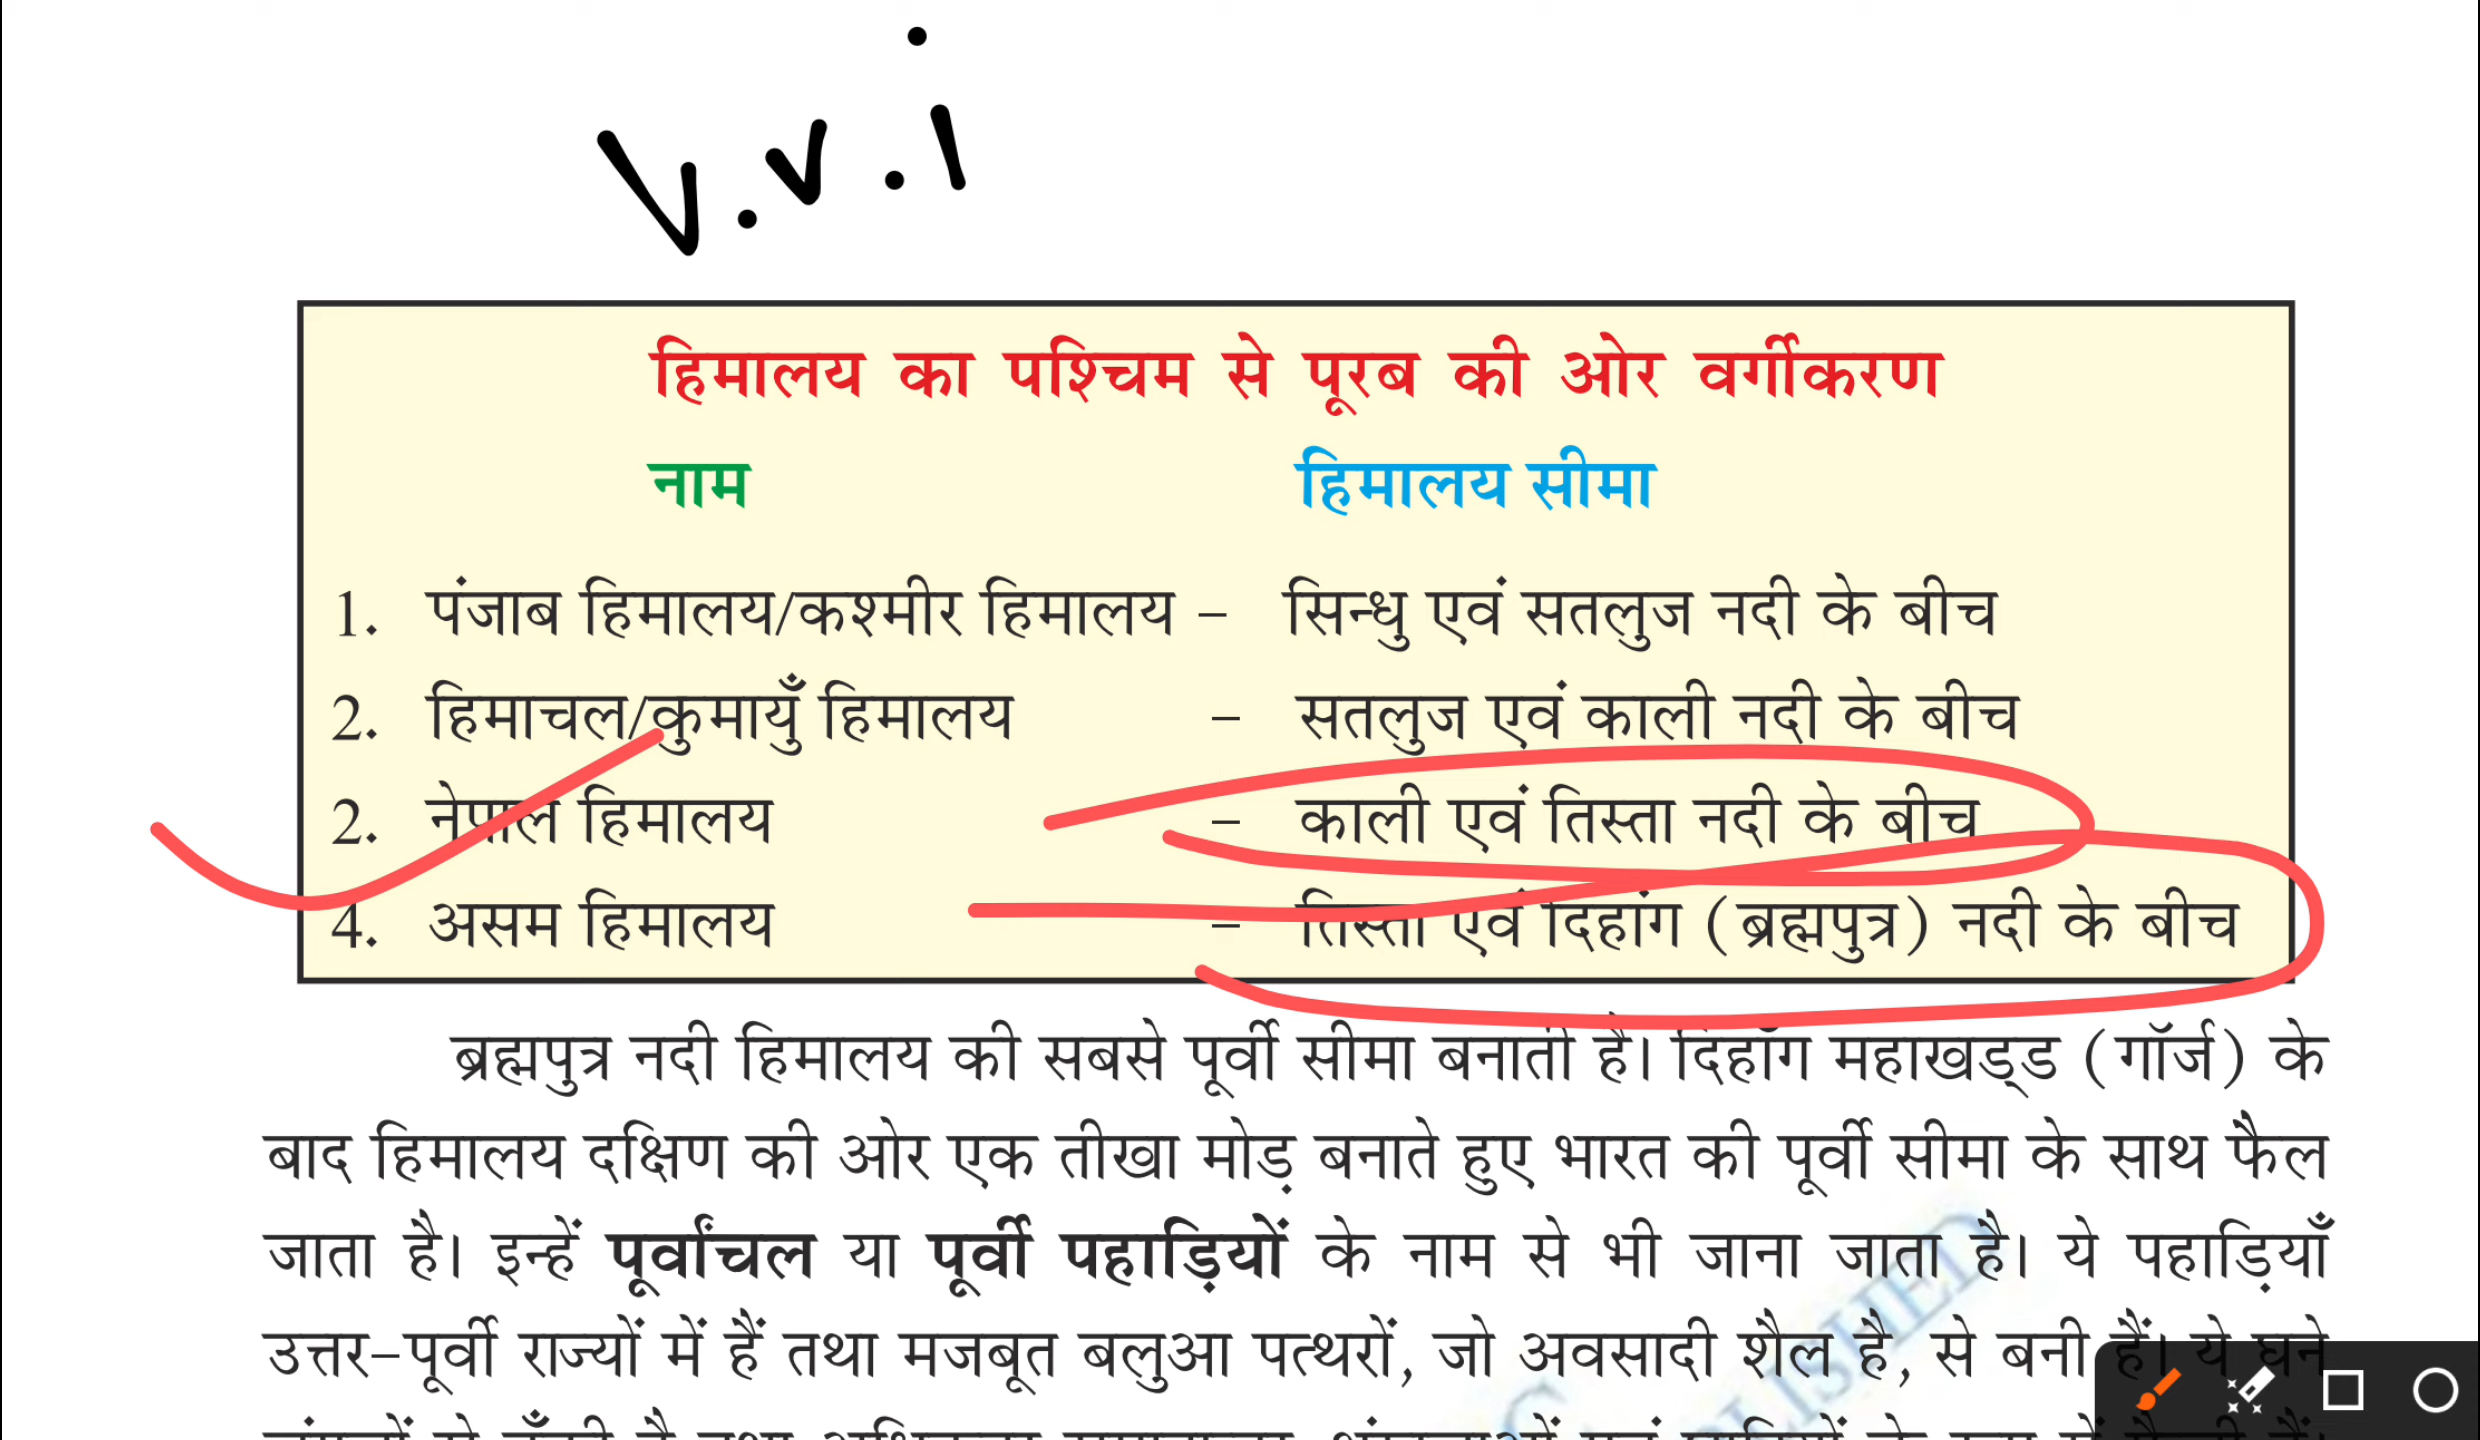 v.v.i
हिमालय का पश्चिम से पूरब की ओर वर्गीकरण
नाम हिमालय सीमा
1. पंजाब हिमालय/कश्मीर हिमालय – सिन्धु एवं सतलुज नदी के बीच
2. हिमाचल/कुमायुँ हिमालय – सतलुज एवं काली नदी के बीच
2. नेपाल हिमालय – काली एवं तिस्ता नदी के बीच
4. असम हिमालय – तिस्ता एवं दिहांग (ब्रह्मपुत्र) नदी के बीच
ब्रह्मपुत्र नदी हिमालय की सबसे पूर्वी सीमा बनाती है। दिहाँग महाखड्ड (गॉर्ज) के
बाद हिमालय दक्षिण की ओर एक तीखा मोड़ बनाते हुए भारत की पूर्वी सीमा के साथ फैल
जाता है। इन्हें पूर्वांचल या पूर्वी पहाड़ियों के नाम से भी जाना जाता है। ये पहाड़ियाँ
उत्तर-पूर्वी राज्यों में हैं तथा मजबूत बलुआ पत्थरों, जो अवसादी शैल है, से बनी हैं। ये घने